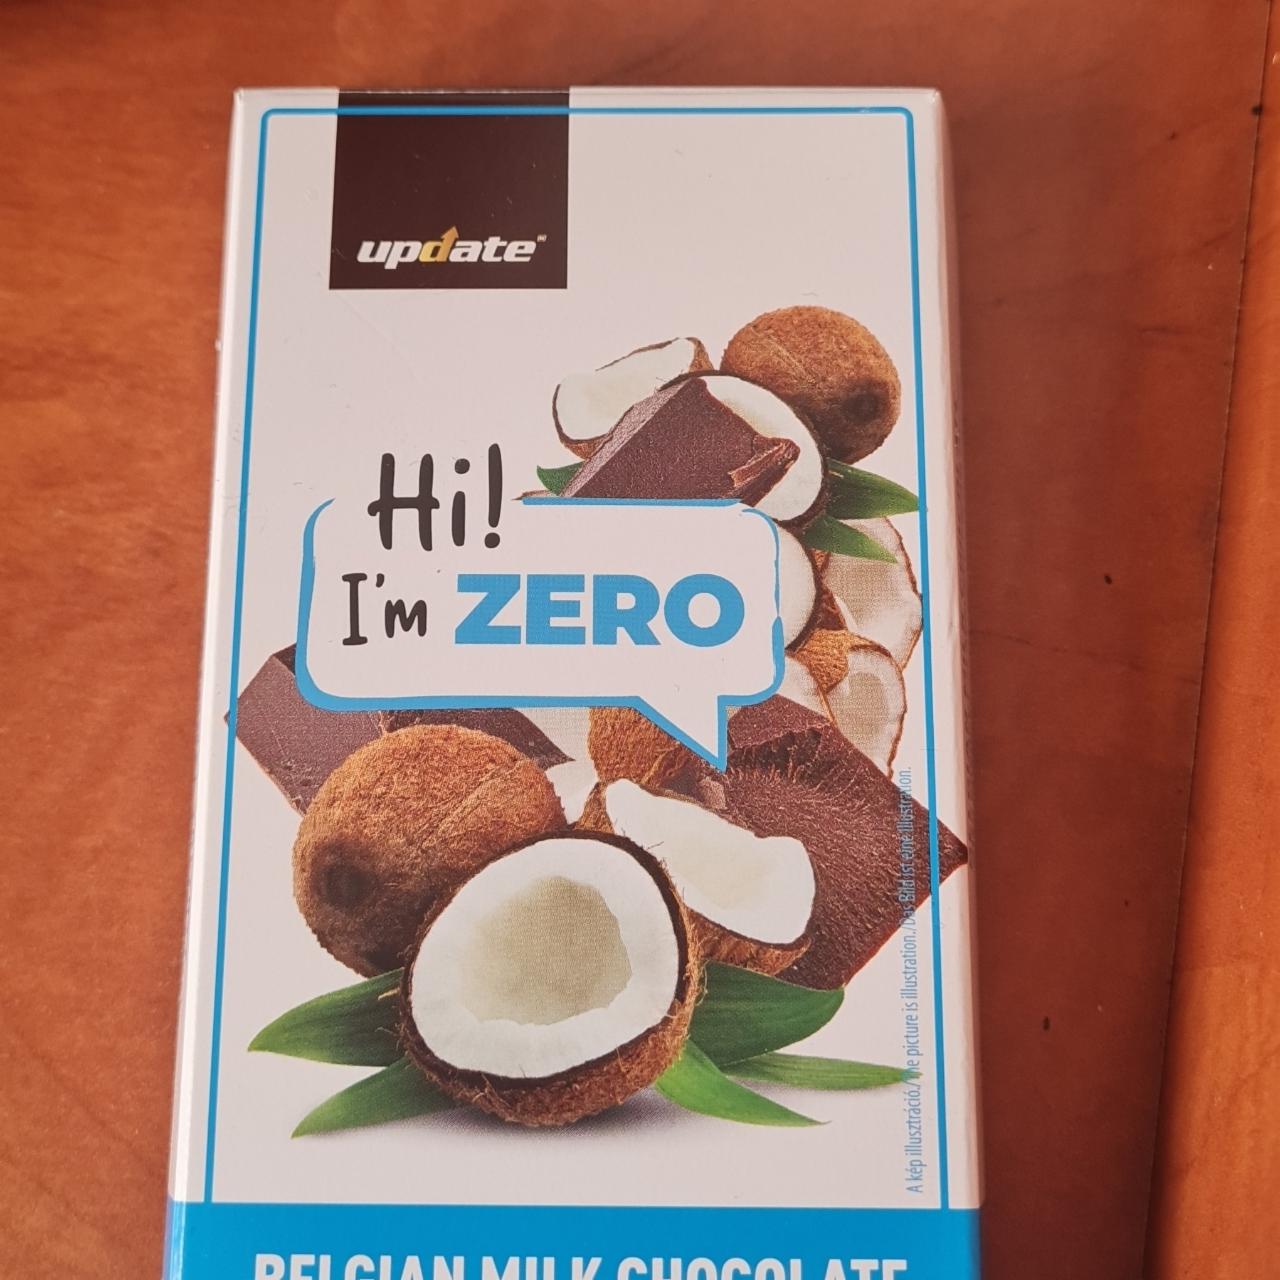 update
Hi!
I'm ZERO
A kép illusztráció./The picture is illustration./Das Bild ist eine Illustration.
BELGIAN MILK CHOCOLATE